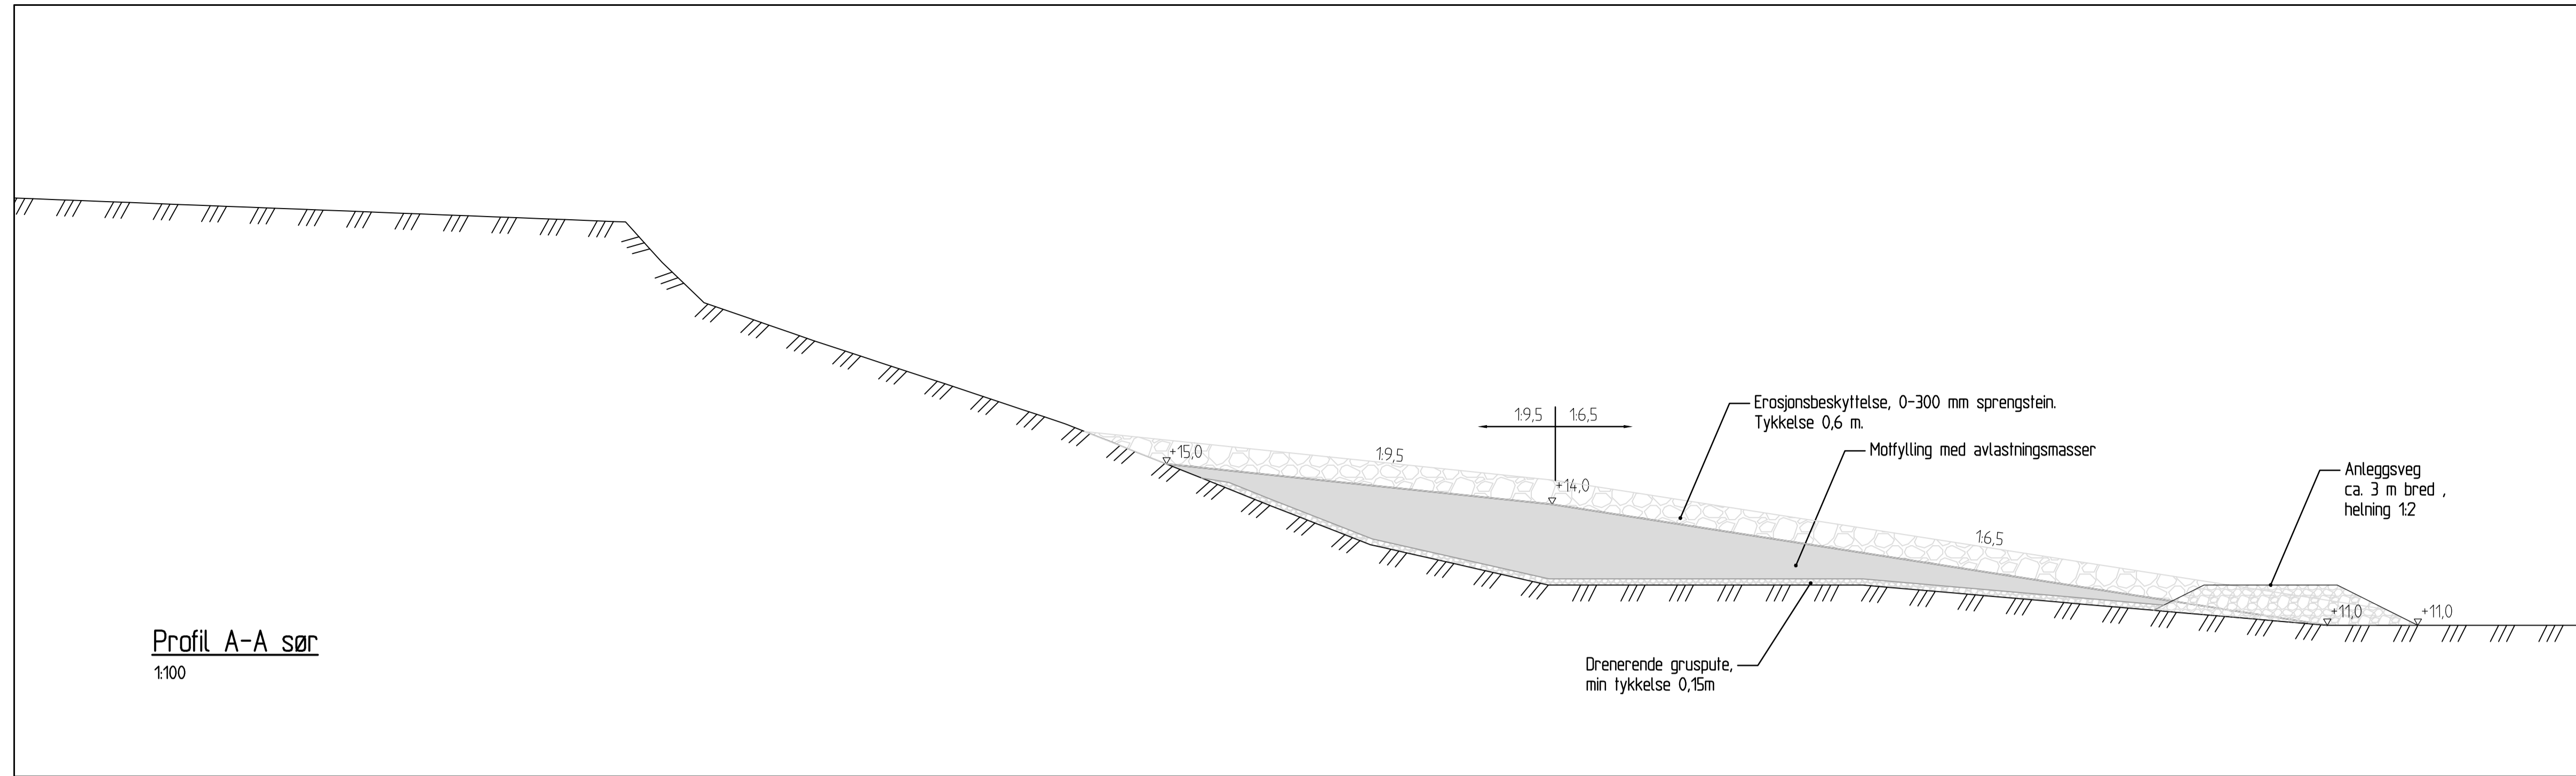 1:9,5 1:6,5
Erosjonsbeskyttelse, 0-300 mm sprengstein.
Tykkelse 0,6 m.
Motfylling med avlastningsmasser
+15,0
1:9,5
+14,0
1:6,5
Anleggsveg
ca. 3 m bred ,
helning 1:2
+11,0
+11,0
Drenerende gruspute,
min tykkelse 0,15m
Profil A-A sør
1:100